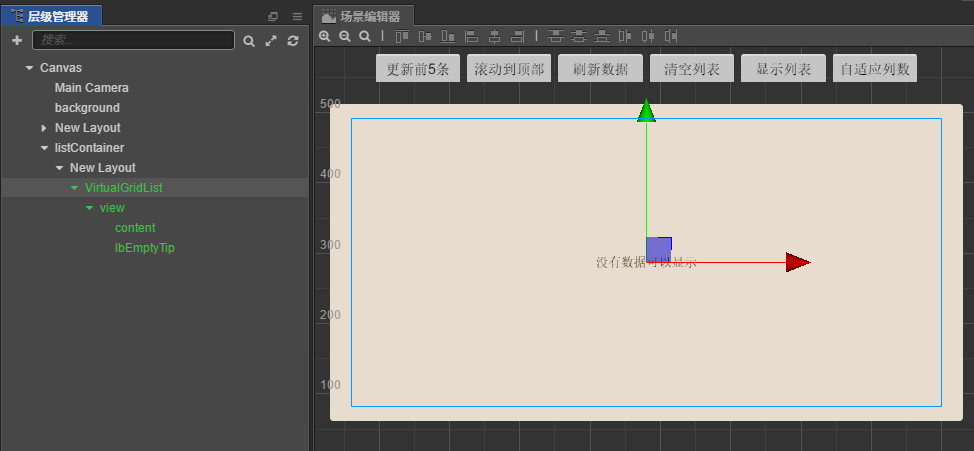 层级管理器
搜索...
Canvas
Main Camera
background
New Layout
listContainer
New Layout
VirtualGridList
view
content
lbEmptyTip
场景编辑器
更新前5条 滚动到顶部 刷新数据 清空列表 显示列表 自适应列数
500
400
300
没有数据可以显示
200
100